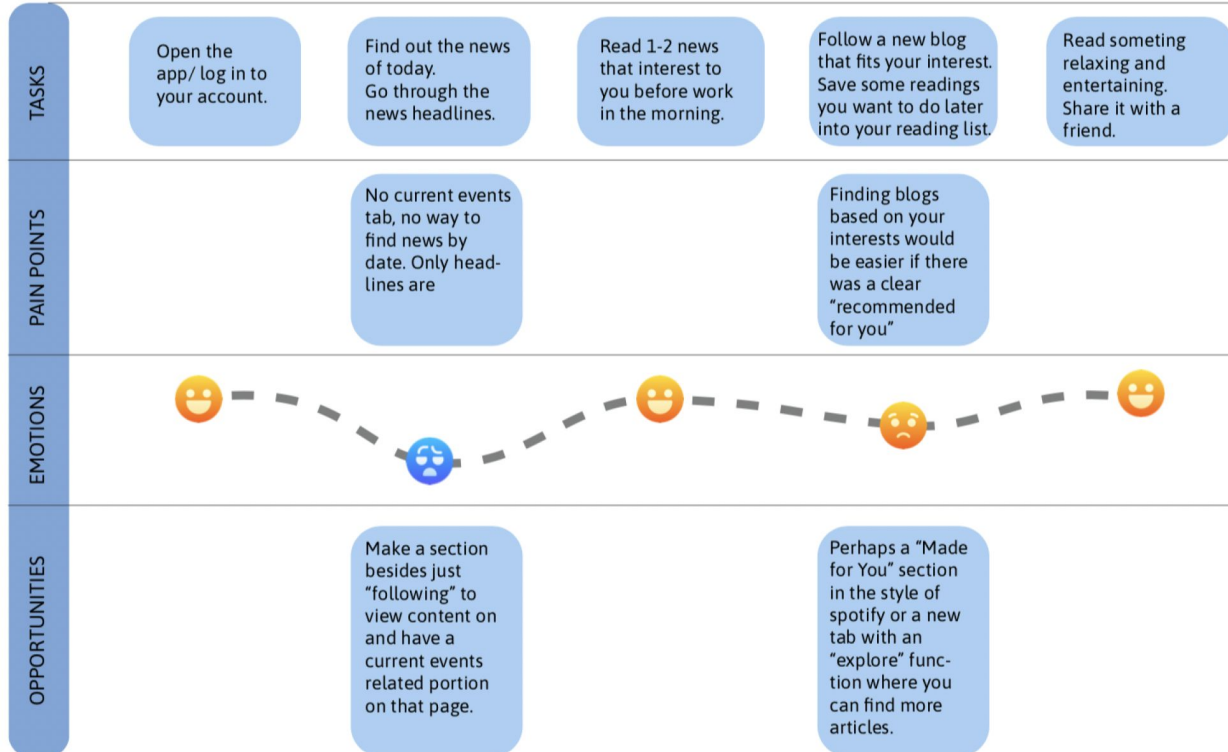 TASKS
Open the
app/ log in to
your account.
Find out the news
of today.
Go through the
news headlines.
Read 1-2 news
that interest to
you before work
in the morning.
Follow a new blog
that fits your interest.
Save some readings
you want to do later
into your reading list.
Read someting
relaxing and
entertaining.
Share it with a
friend.
PAIN POINTS
No current events
tab, no way to
find news by
date. Only head-
lines are
Finding blogs
based on your
interests would
be easier if there
was a clear
“recommended
for you”
EMOTIONS
OPPORTUNITIES
Make a section
besides just
“following” to
view content on
and have a
current events
related portion
on that page.
Perhaps a “Made
for You” section
in the style of
spotify or a new
tab with an
“explore” func-
tion where you
can find more
articles.